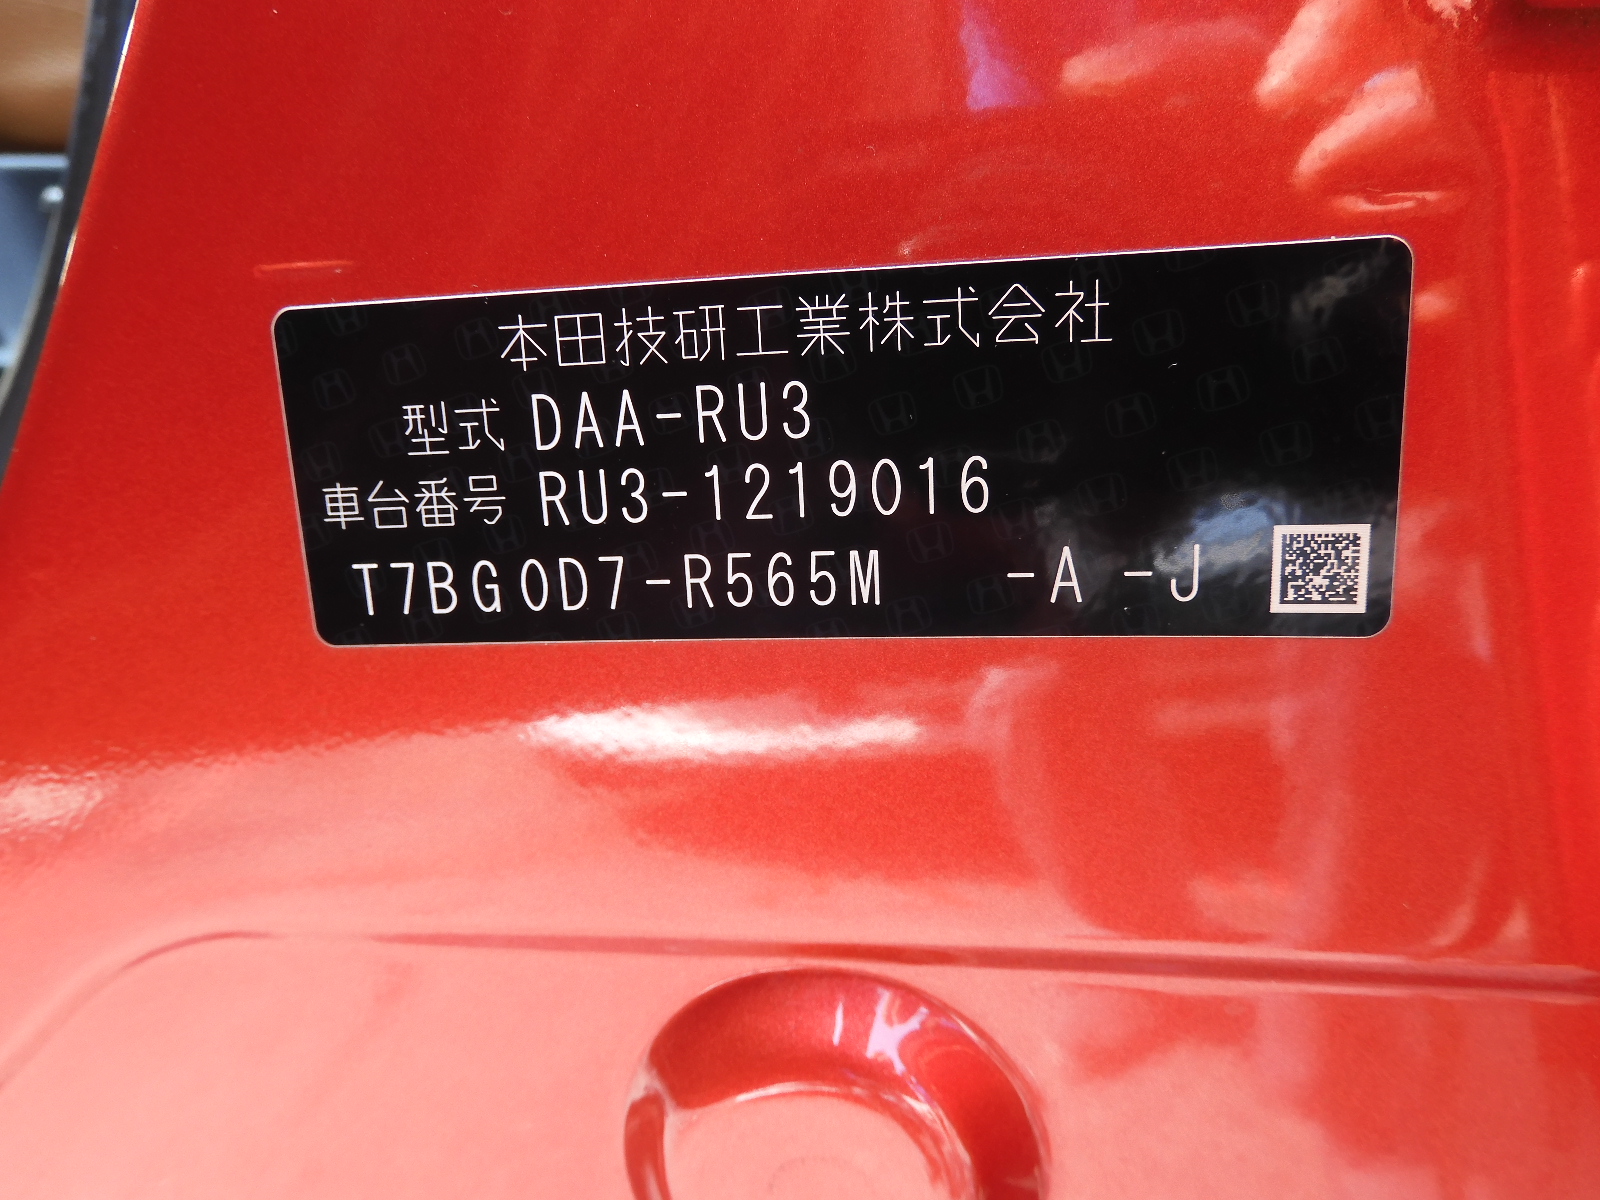 本田技研工業株式会社
型式 DAA-RU3
車台番号 RU3-1219016
T7BG0D7-R565M -A -J